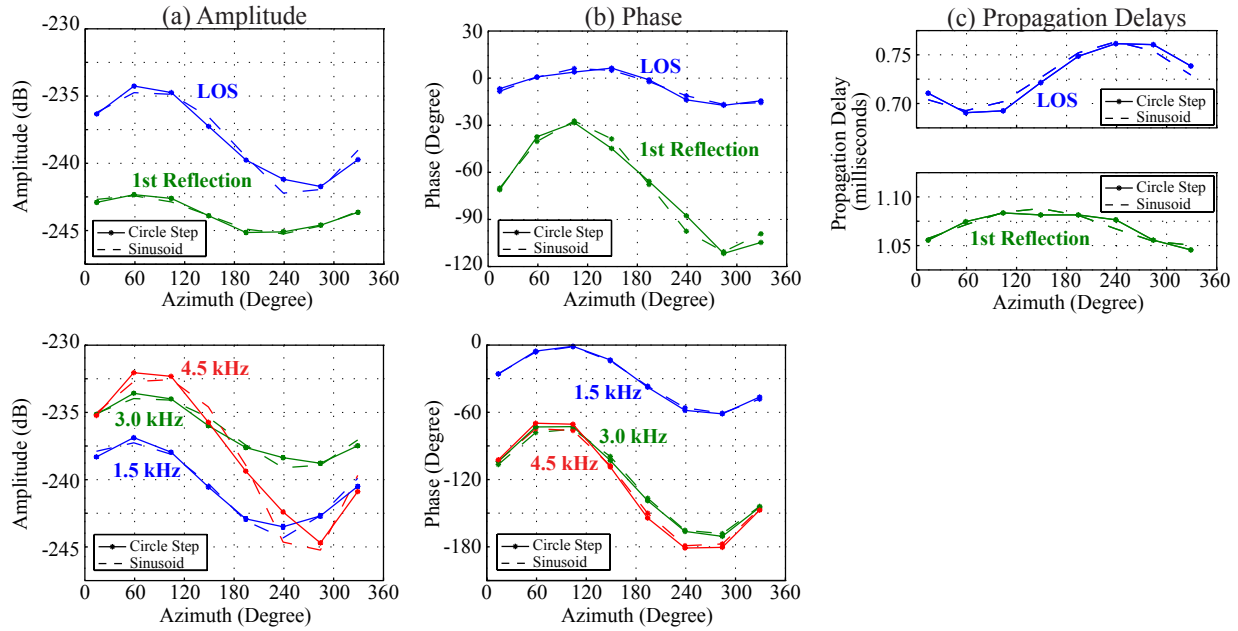 (a) Amplitude
-230
-235
-240
-245
Amplitude (dB)
LOS
1st Reflection
Circle Step
Sinusoid
0 60 120 180 240 300 360
Azimuth (Degree)
(b) Phase
30
0
-30
-60
-90
-120
Phase (Degree)
LOS
1st Reflection
Circle Step
Sinusoid
0 60 120 180 240 300 360
Azimuth (Degree)
(c) Propagation Delays
0.75
0.70
LOS
Circle Step
Sinusoid
Propagation Delay
(milliseconds)
1.10
1.05
Circle Step
Sinusoid
1st Reflection
0 60 120 180 240 300 360
Azimuth (Degree)
-230
-235
-240
-245
Amplitude (dB)
4.5 kHz
3.0 kHz
1.5 kHz
Circle Step
Sinusoid
0 60 120 180 240 300 360
Azimuth (Degree)
0
-60
-120
-180
Phase (Degree)
1.5 kHz
3.0 kHz
4.5 kHz
Circle Step
Sinusoid
0 60 120 180 240 300 360
Azimuth (Degree)